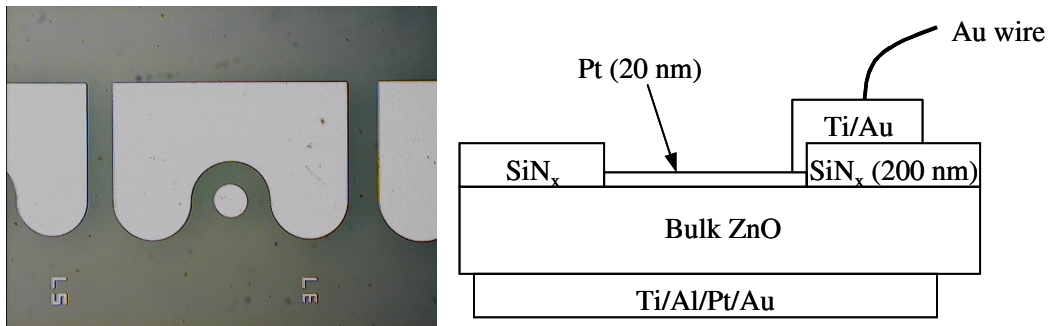 Au wire
Pt (20 nm)
Ti/Au
SiNx
SiNx (200 nm)
Bulk ZnO
Ti/Al/Pt/Au